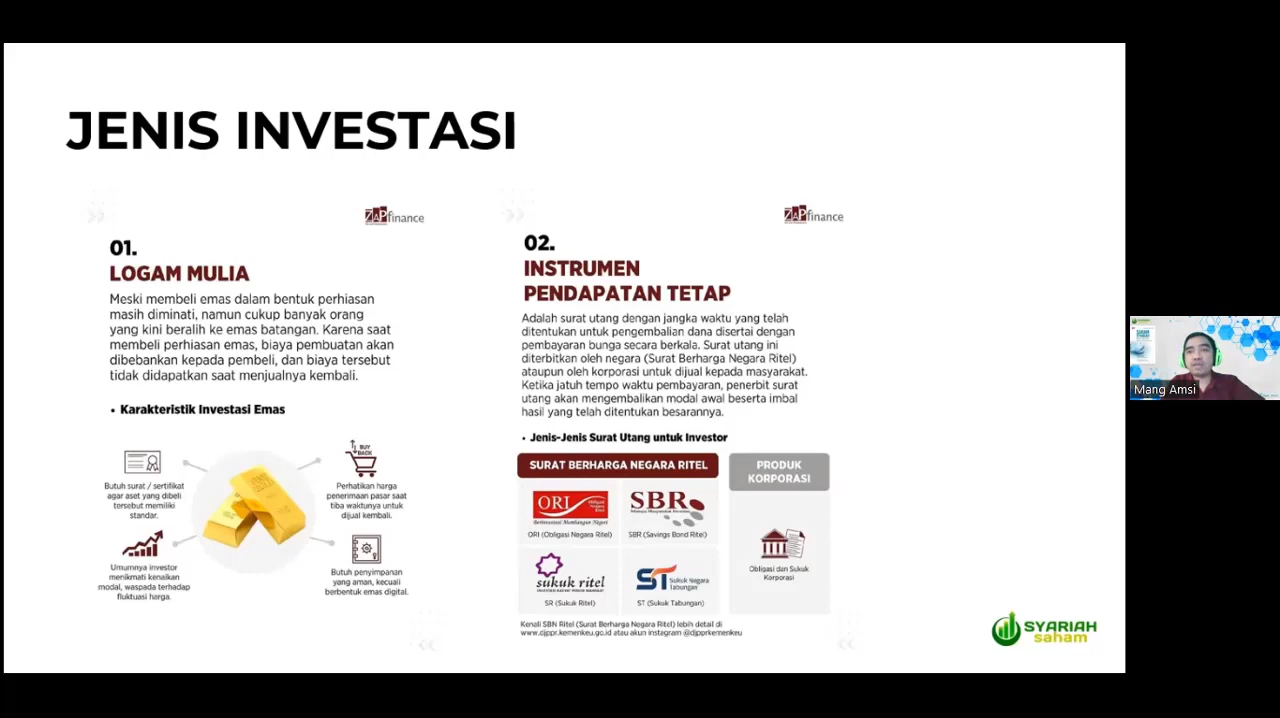 JENIS INVESTASI
ZAPfinance
01.
LOGAM MULIA
Meski membeli emas dalam bentuk perhiasan
masih diminati, namun cukup banyak orang
yang kini beralih ke emas batangan. Karena saat
membeli perhiasan emas, biaya pembuatan akan
dibebankan kepada pembeli, dan biaya tersebut
tidak didapatkan saat menjualnya kembali.
• Karakteristik Investasi Emas
Butuh surat / sertifikat
agar aset yang dibeli
tersebut memiliki
standar.
BUY
BACK
Perhatikan harga
penerimaan pasar saat
tiba waktunya untuk
dijual kembali.
Umumnya investor
menikmati kenaikan
modal, waspada terhadap
fluktuasi harga.
Butuh penyimpanan
yang aman, kecuali
berbentuk emas digital.
ZAPfinance
02.
INSTRUMEN
PENDAPATAN TETAP
Adalah surat utang dengan jangka waktu yang telah
ditentukan untuk pengembalian dana disertai dengan
pembayaran bunga secara berkala. Surat utang ini
diterbitkan oleh negara (Surat Berharga Negara Ritel)
ataupun oleh korporasi untuk dijual kepada masyarakat.
Ketika jatuh tempo waktu pembayaran, penerbit surat
utang akan mengembalikan modal awal beserta imbal
hasil yang telah ditentukan besarannya.
• Jenis-Jenis Surat Utang untuk Investor
SURAT BERHARGA NEGARA RITEL
ORI
ORI (Obligasi Negara Ritel)
SBR
SBR (Savings Bond Ritel)
sukuk ritel
SR (Sukuk Ritel)
ST Sukuk Negara
Tabungan
ST (Sukuk Tabungan)
PRODUK
KORPORASI
Obligasi dan Sukuk
Korporasi
Kenali SBN Ritel (Surat Berharga Negara Ritel) lebih detail di
www.djppr.kemenkeu.go.id atau akun instagram @djpprkemenkeu
SYARIAH
saham
Mang Amsi